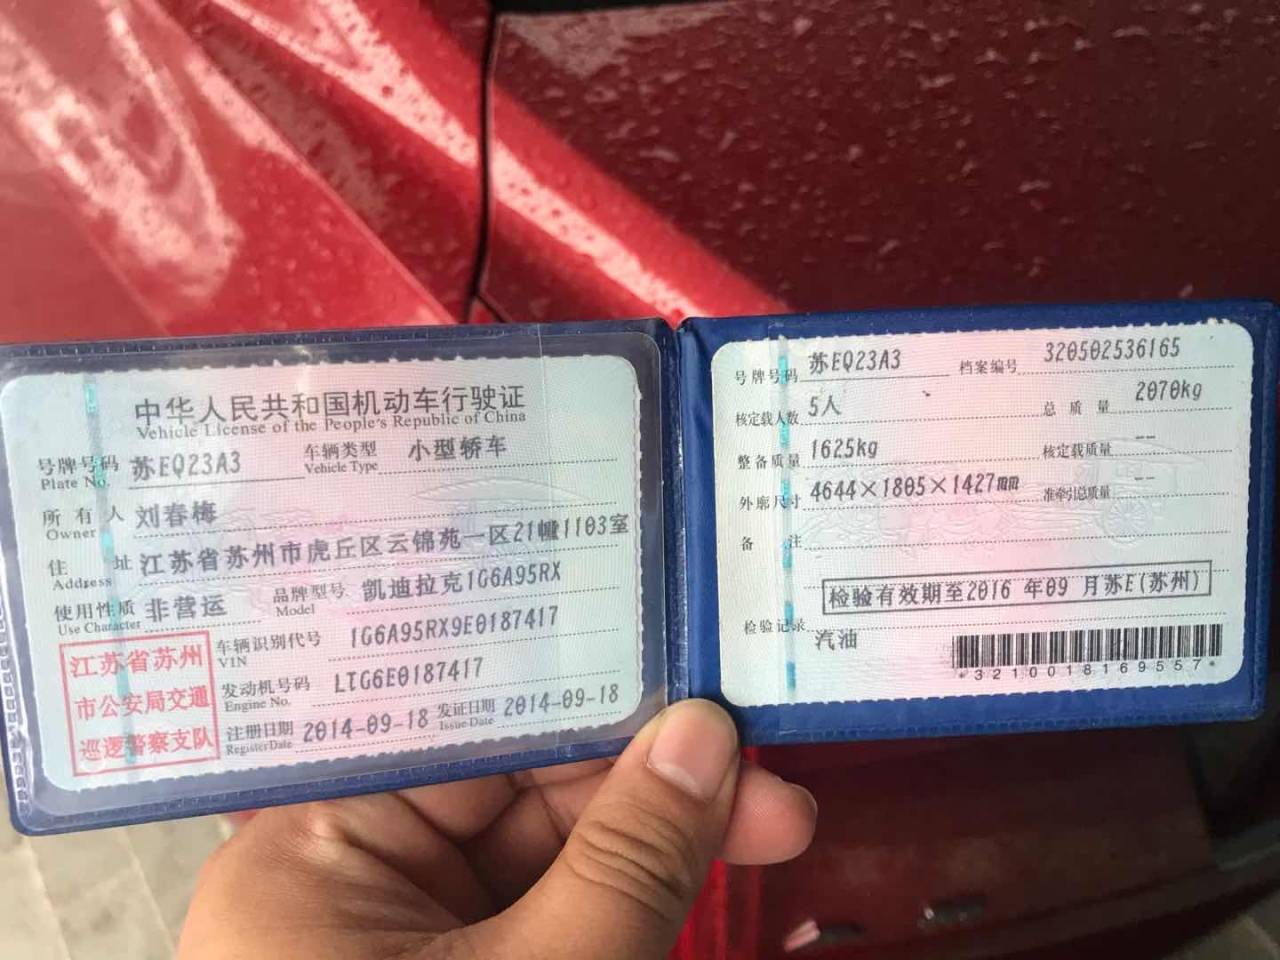 中华人民共和国机动车行驶证
Vehicle License of the People's Republic of China
号牌号码 苏EQ23A3 车辆类型 小型轿车
Plate No. Vehicle Type
所有人 刘春梅
Owner
住址 江苏省苏州市虎丘区云锦苑一区21幢1103室
Address
使用性质 非营运 品牌型号 凯迪拉克1G6A95RX
Use Character Model
车辆识别代号 1G6A95RX9E0187417
VIN
发动机号码 LTG6E0187417
Engine No.
注册日期 2014-09-18 发证日期 2014-09-18
Register Date Issue Date
江苏省苏州
市公安局交通
巡逻警察支队
号牌号码 苏EQ23A3 档案编号 320502536165
核定载人数 5人 总质量 2070kg
整备质量 1625kg 核定载质量 --
外廓尺寸 4644×1805×1427mm 准牵引总质量 --
备注
检验有效期至2016 年09 月苏E(苏州)
检验记录
汽油
*3210018169557*